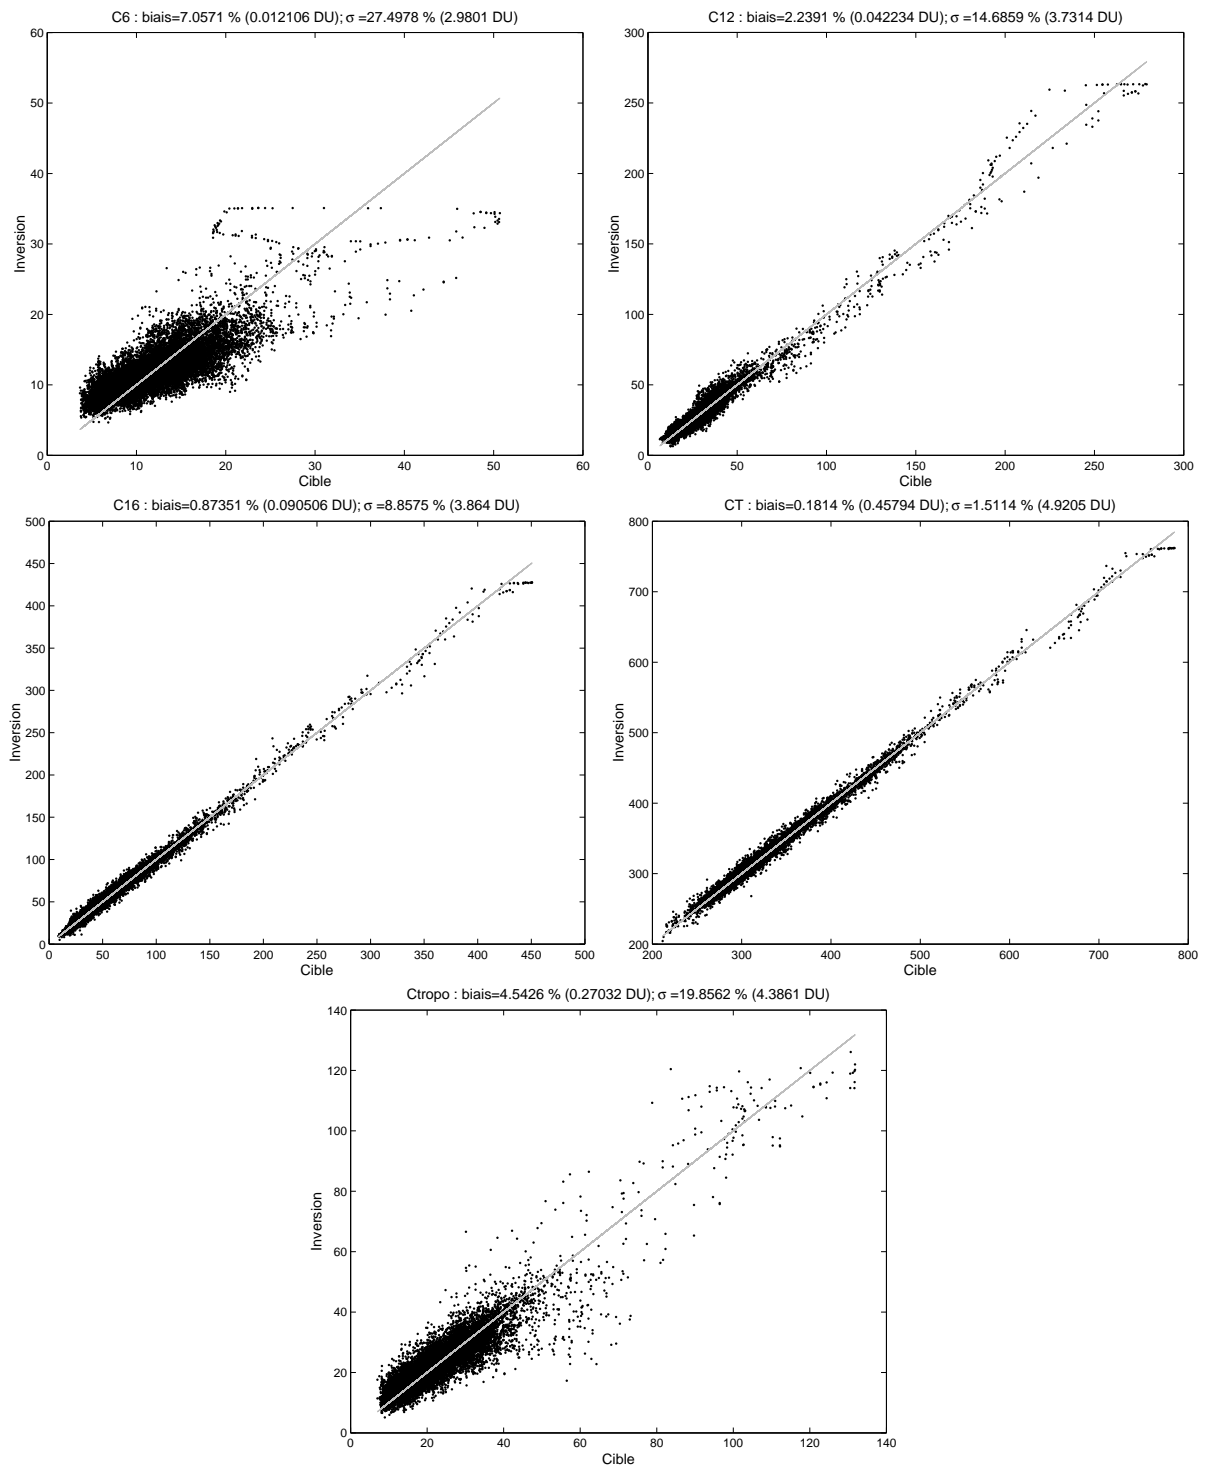 C6 : biais=7.0571 % (0.012106 DU); σ =27.4978 % (2.9801 DU)
60
50
40
30
20
10
0
Inversion
0 10 20 30 40 50 60
Cible
C12 : biais=2.2391 % (0.042234 DU); σ =14.6859 % (3.7314 DU)
300
250
200
150
100
50
0
Inversion
0 50 100 150 200 250 300
Cible
C16 : biais=0.87351 % (0.090506 DU); σ =8.8575 % (3.864 DU)
500
450
400
350
300
250
200
150
100
50
0
Inversion
0 50 100 150 200 250 300 350 400 450 500
Cible
CT : biais=0.1814 % (0.45794 DU); σ =1.5114 % (4.9205 DU)
800
700
600
500
400
300
200
Inversion
200 300 400 500 600 700 800
Cible
Ctropo : biais=4.5426 % (0.27032 DU); σ =19.8562 % (4.3861 DU)
140
120
100
80
60
40
20
0
Inversion
0 20 40 60 80 100 120 140
Cible